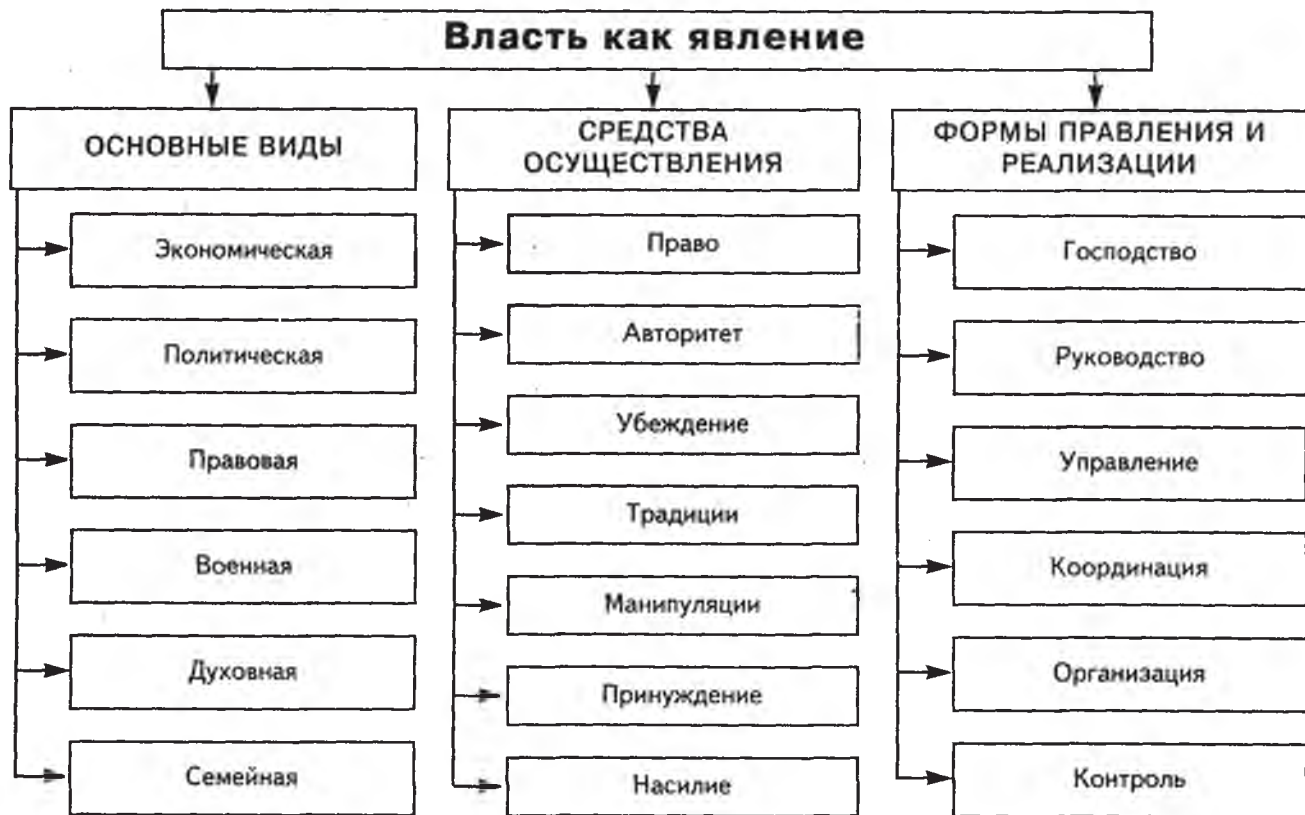 Власть как явление
ОСНОВНЫЕ ВИДЫ
Экономическая
Политическая
Правовая
Военная
Духовная
Семейная
СРЕДСТВА
ОСУЩЕСТВЛЕНИЯ
Право
Авторитет
Убеждение
Традиции
Манипуляции
Принуждение
Насилие
ФОРМЫ ПРАВЛЕНИЯ И
РЕАЛИЗАЦИИ
Господство
Руководство
Управление
Координация
Организация
Контроль